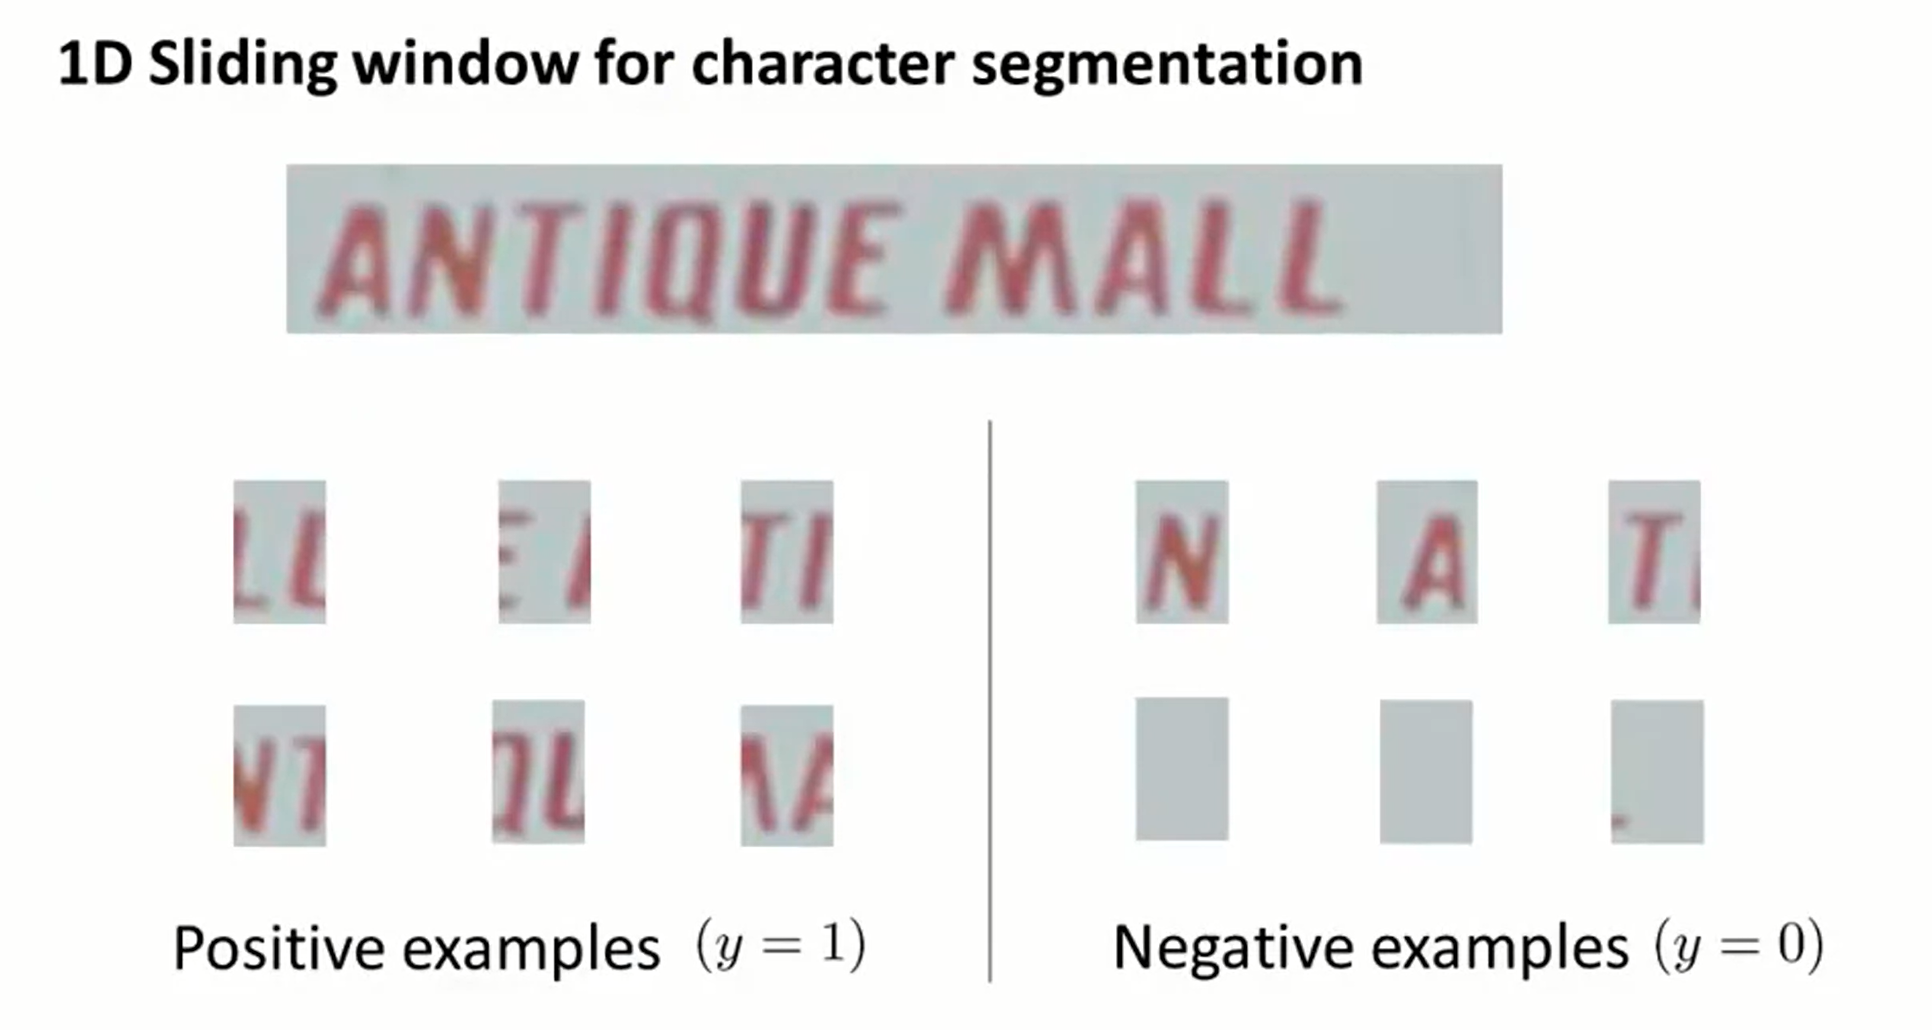 1D Sliding window for character segmentation
ANTIQUE MALL
LL E TI N A T
NT QU MA
Positive examples (y = 1) Negative examples (y = 0)